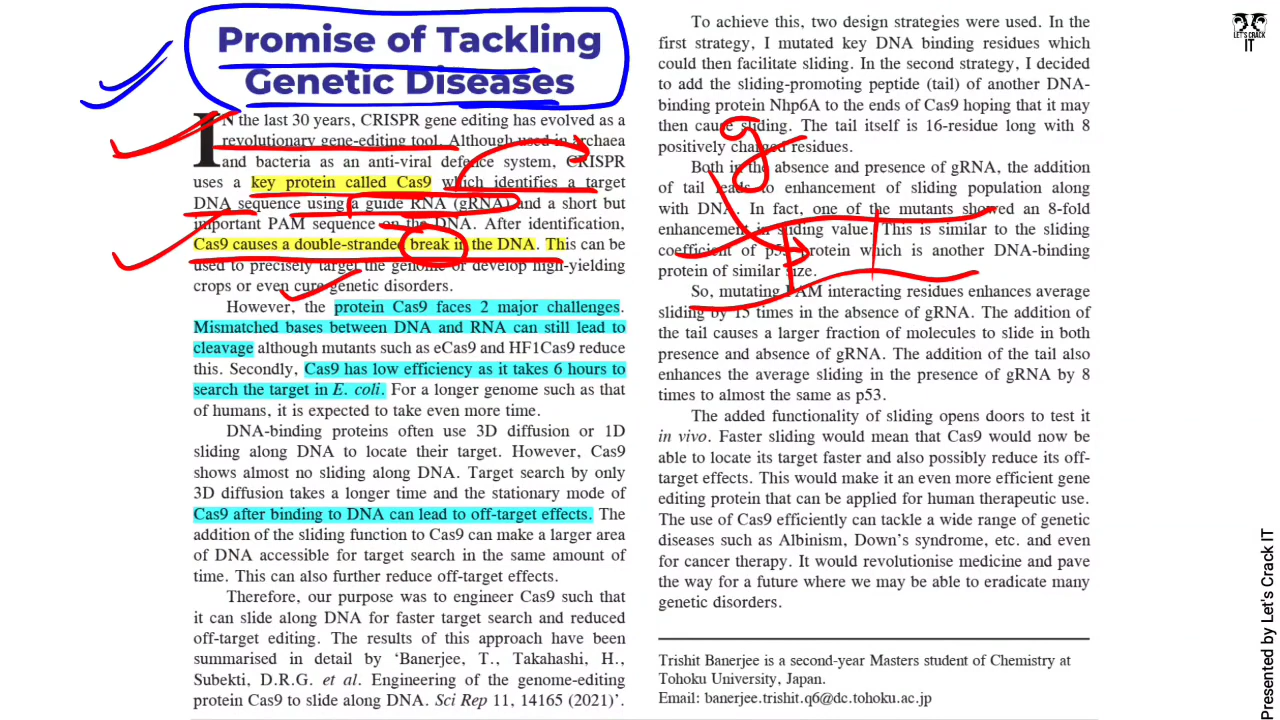 Promise of Tackling
Genetic Diseases
IN the last 30 years, CRISPR gene editing has evolved as a
revolutionary gene-editing tool. Although used in archaea
and bacteria as an anti-viral defence system, CRISPR
uses a key protein called Cas9 which identifies a target
DNA sequence using a guide RNA (gRNA) and a short but
important PAM sequence on the DNA. After identification,
Cas9 causes a double-stranded break in the DNA. This can be
used to precisely target the genome or develop high-yielding
crops or even cure genetic disorders.
However, the protein Cas9 faces 2 major challenges.
Mismatched bases between DNA and RNA can still lead to
cleavage although mutants such as eCas9 and HF1Cas9 reduce
this. Secondly, Cas9 has low efficiency as it takes 6 hours to
search the target in E. coli. For a longer genome such as that
of humans, it is expected to take even more time.
DNA-binding proteins often use 3D diffusion or 1D
sliding along DNA to locate their target. However, Cas9
shows almost no sliding along DNA. Target search by only
3D diffusion takes a longer time and the stationary mode of
Cas9 after binding to DNA can lead to off-target effects. The
addition of the sliding function to Cas9 can make a larger area
of DNA accessible for target search in the same amount of
time. This can also further reduce off-target effects.
Therefore, our purpose was to engineer Cas9 such that
it can slide along DNA for faster target search and reduced
off-target editing. The results of this approach have been
summarised in detail by ‘Banerjee, T., Takahashi, H.,
Subekti, D.R.G. et al. Engineering of the genome-editing
protein Cas9 to slide along DNA. Sci Rep 11, 14165 (2021)’.
To achieve this, two design strategies were used. In the
first strategy, I mutated key DNA binding residues which
could then facilitate sliding. In the second strategy, I decided
to add the sliding-promoting peptide (tail) of another DNA-
binding protein Nhp6A to the ends of Cas9 hoping that it may
then cause sliding. The tail itself is 16-residue long with 8
positively charged residues.
Both in the absence and presence of gRNA, the addition
of tail leads to enhancement of sliding population along
with DNA. In fact, one of the mutants showed an 8-fold
enhancement in sliding value. This is similar to the sliding
coefficient of p53 protein which is another DNA-binding
protein of similar size.
So, mutating PAM interacting residues enhances average
sliding by 15 times in the absence of gRNA. The addition of
the tail causes a larger fraction of molecules to slide in both
presence and absence of gRNA. The addition of the tail also
enhances the average sliding in the presence of gRNA by 8
times to almost the same as p53.
The added functionality of sliding opens doors to test it
in vivo. Faster sliding would mean that Cas9 would now be
able to locate its target faster and also possibly reduce its off-
target effects. This would make it an even more efficient gene
editing protein that can be applied for human therapeutic use.
The use of Cas9 efficiently can tackle a wide range of genetic
diseases such as Albinism, Down’s syndrome, etc. and even
for cancer therapy. It would revolutionise medicine and pave
the way for a future where we may be able to eradicate many
genetic disorders.
Trishit Banerjee is a second-year Masters student of Chemistry at
Tohoku University, Japan.
Email: banerjee.trishit.q6@dc.tohoku.ac.jp
LET'S CRACK
IT
Presented by Let's Crack IT